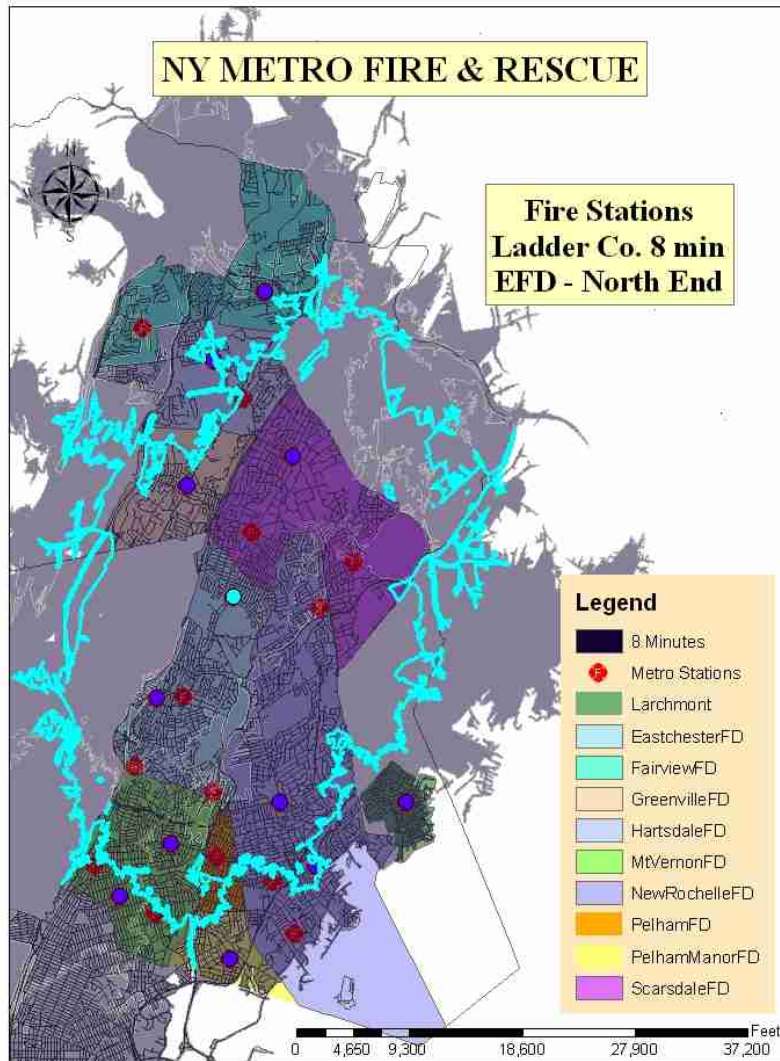 NY METRO FIRE & RESCUE
N
S
Fire Stations
Ladder Co. 8 min
EFD - North End
Legend
8 Minutes
F Metro Stations
Larchmont
EastchesterFD
FairviewFD
GreenvilleFD
HartsdaleFD
MtVernonFD
NewRochelleFD
PelhamFD
PelhamManorFD
ScarsdaleFD
Feet
0 4,650 9,300 18,600 27,900 37,200